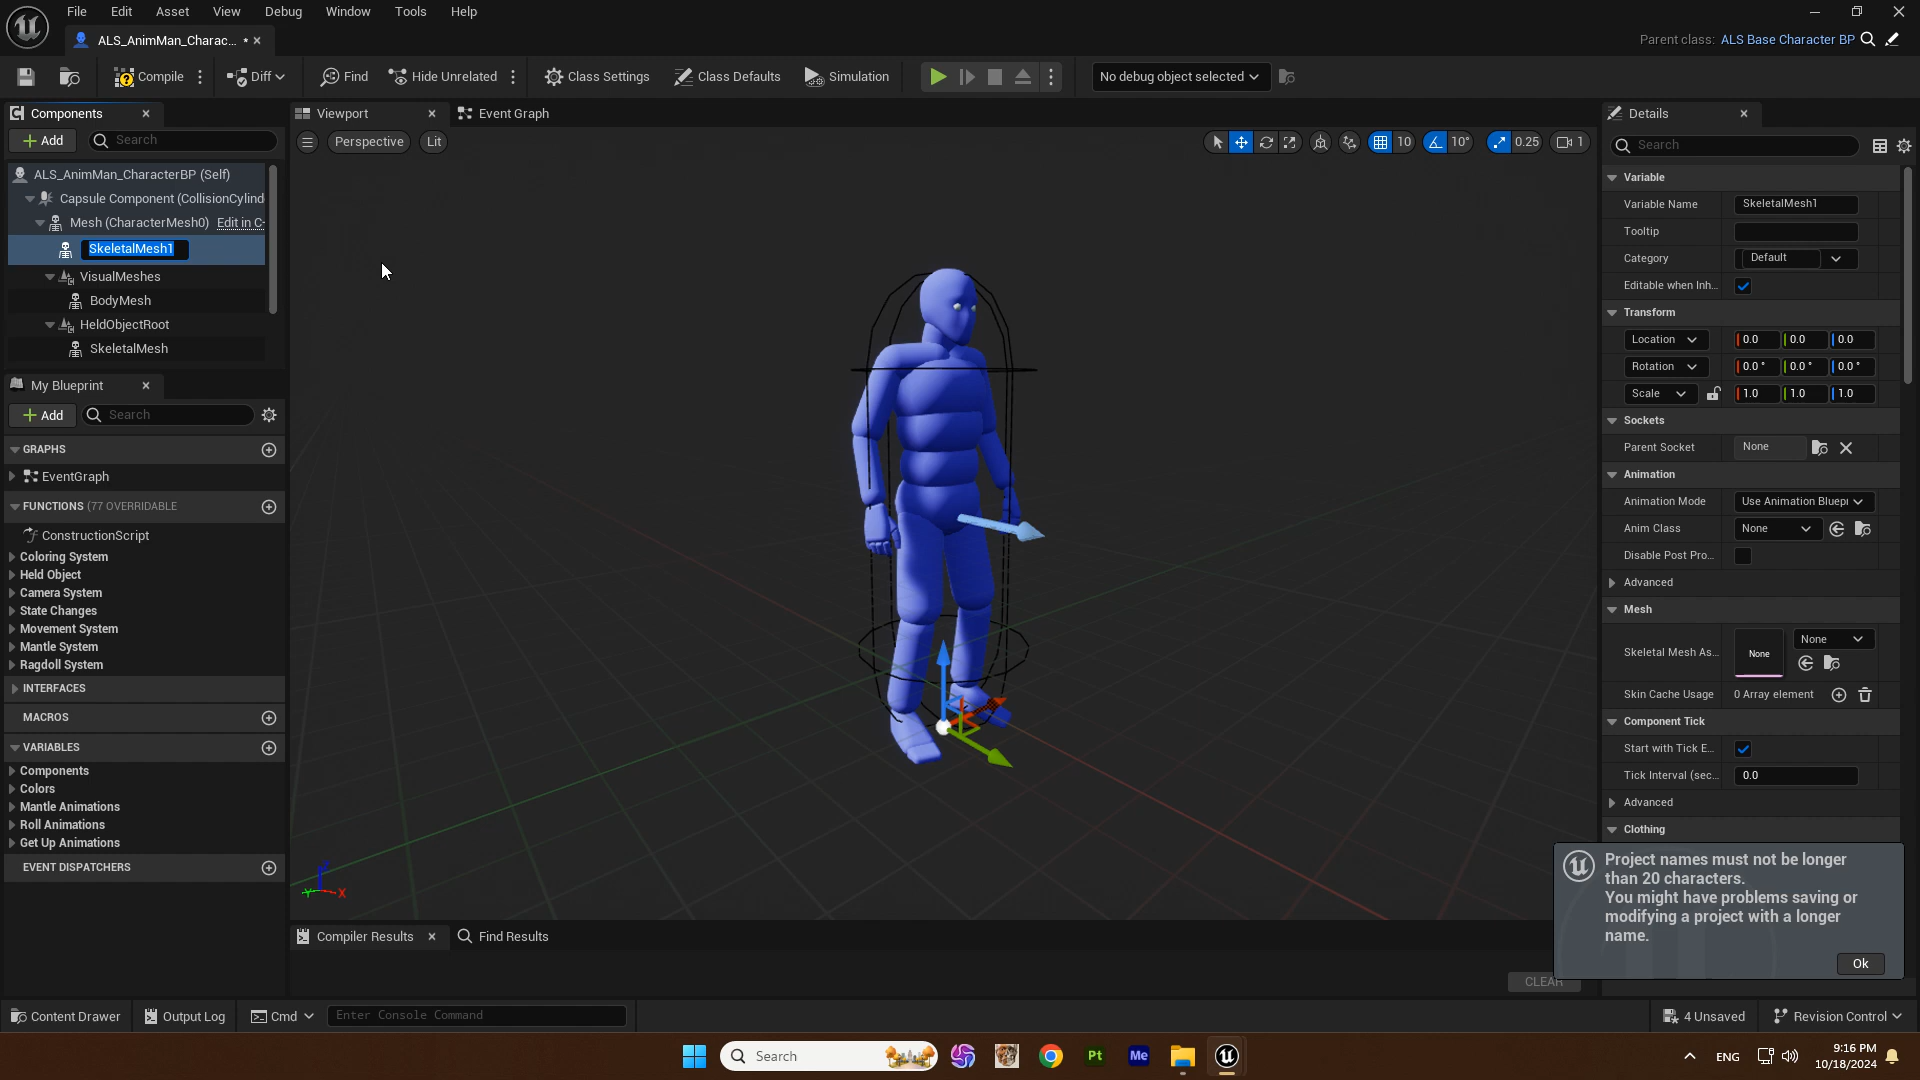 File Edit Asset View Debug Window Tools Help
ALS_AnimMan_Charac... •
Parent class: ALS Base Character BP
Compile Diff Find Hide Unrelated Class Settings Class Defaults Simulation No debug object selected
Components
Add Search
ALS_AnimMan_CharacterBP (Self)
Capsule Component (CollisionCylind
Mesh (CharacterMesh0) Edit in C-
SkeletalMesh1
VisualMeshes
BodyMesh
HeldObjectRoot
SkeletalMesh
My Blueprint
Add Search
GRAPHS
EventGraph
FUNCTIONS (77 OVERRIDABLE
ConstructionScript
Coloring System
Held Object
Camera System
State Changes
Movement System
Mantle System
Ragdoll System
INTERFACES
MACROS
VARIABLES
Components
Colors
Mantle Animations
Roll Animations
Get Up Animations
EVENT DISPATCHERS
Viewport Event Graph
Perspective Lit 10 10° 0.25 1
Z
Y X
Compiler Results Find Results
CLEAR
Details
Search
Variable
Variable Name SkeletalMesh1
Tooltip
Category Default
Editable when Inh...
Transform
Location 0.0 0.0 0.0
Rotation 0.0 ° 0.0 ° 0.0 °
Scale 1.0 1.0 1.0
Sockets
Parent Socket None
Animation
Animation Mode Use Animation Bluepr
Anim Class None
Disable Post Pro...
Advanced
Mesh
Skeletal Mesh As... None None
Skin Cache Usage 0 Array element
Component Tick
Start with Tick E...
Tick Interval (sec... 0.0
Advanced
Clothing
Project names must not be longer
than 20 characters.
You might have problems saving or
modifying a project with a longer
name.
Ok
Content Drawer Output Log Cmd Enter Console Command 4 Unsaved Revision Control
Search Pt Me ENG 9:16 PM
10/18/2024